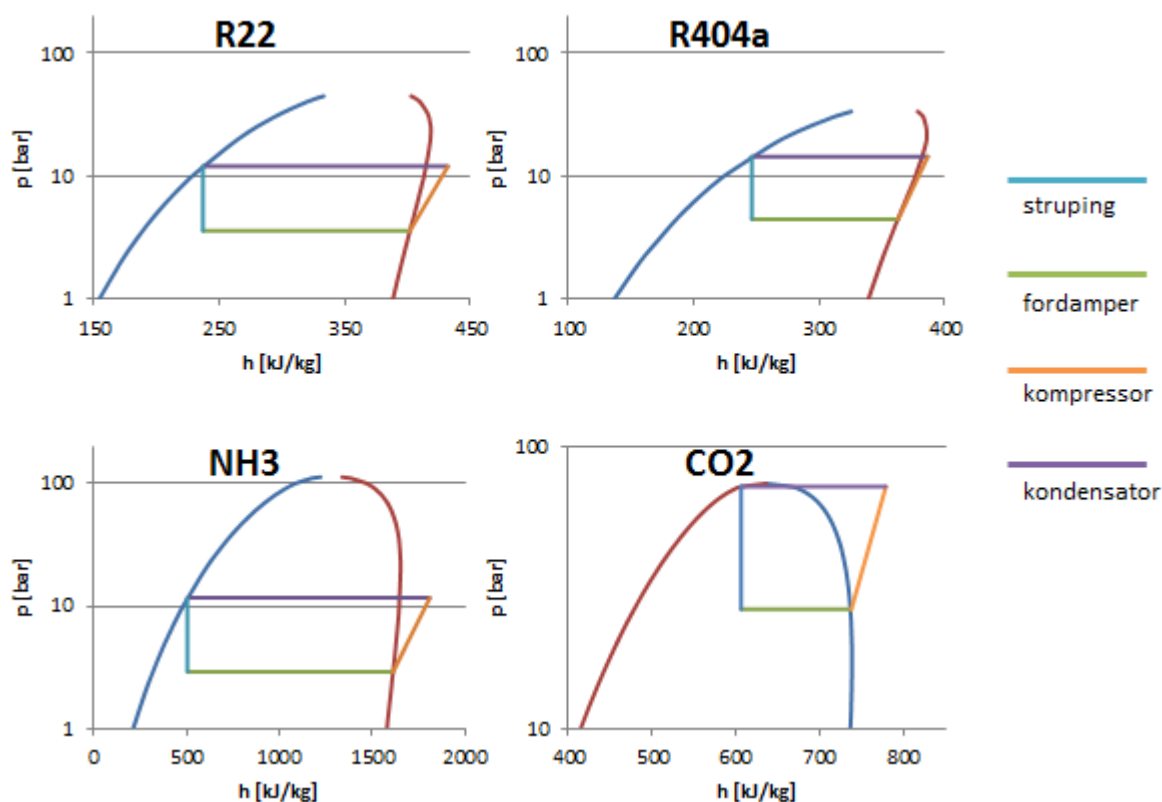 R22
100
10
1
p [bar]
150
250
350
450
h [kJ/kg]
R404a
100
10
1
p [bar]
100
200
300
400
h [kJ/kg]
struping
fordamper
kompressor
kondensator
NH3
100
10
1
p [bar]
0
500
1000
1500
2000
h [kJ/kg]
CO2
100
10
p [bar]
400
500
600
700
800
h [kJ/kg]